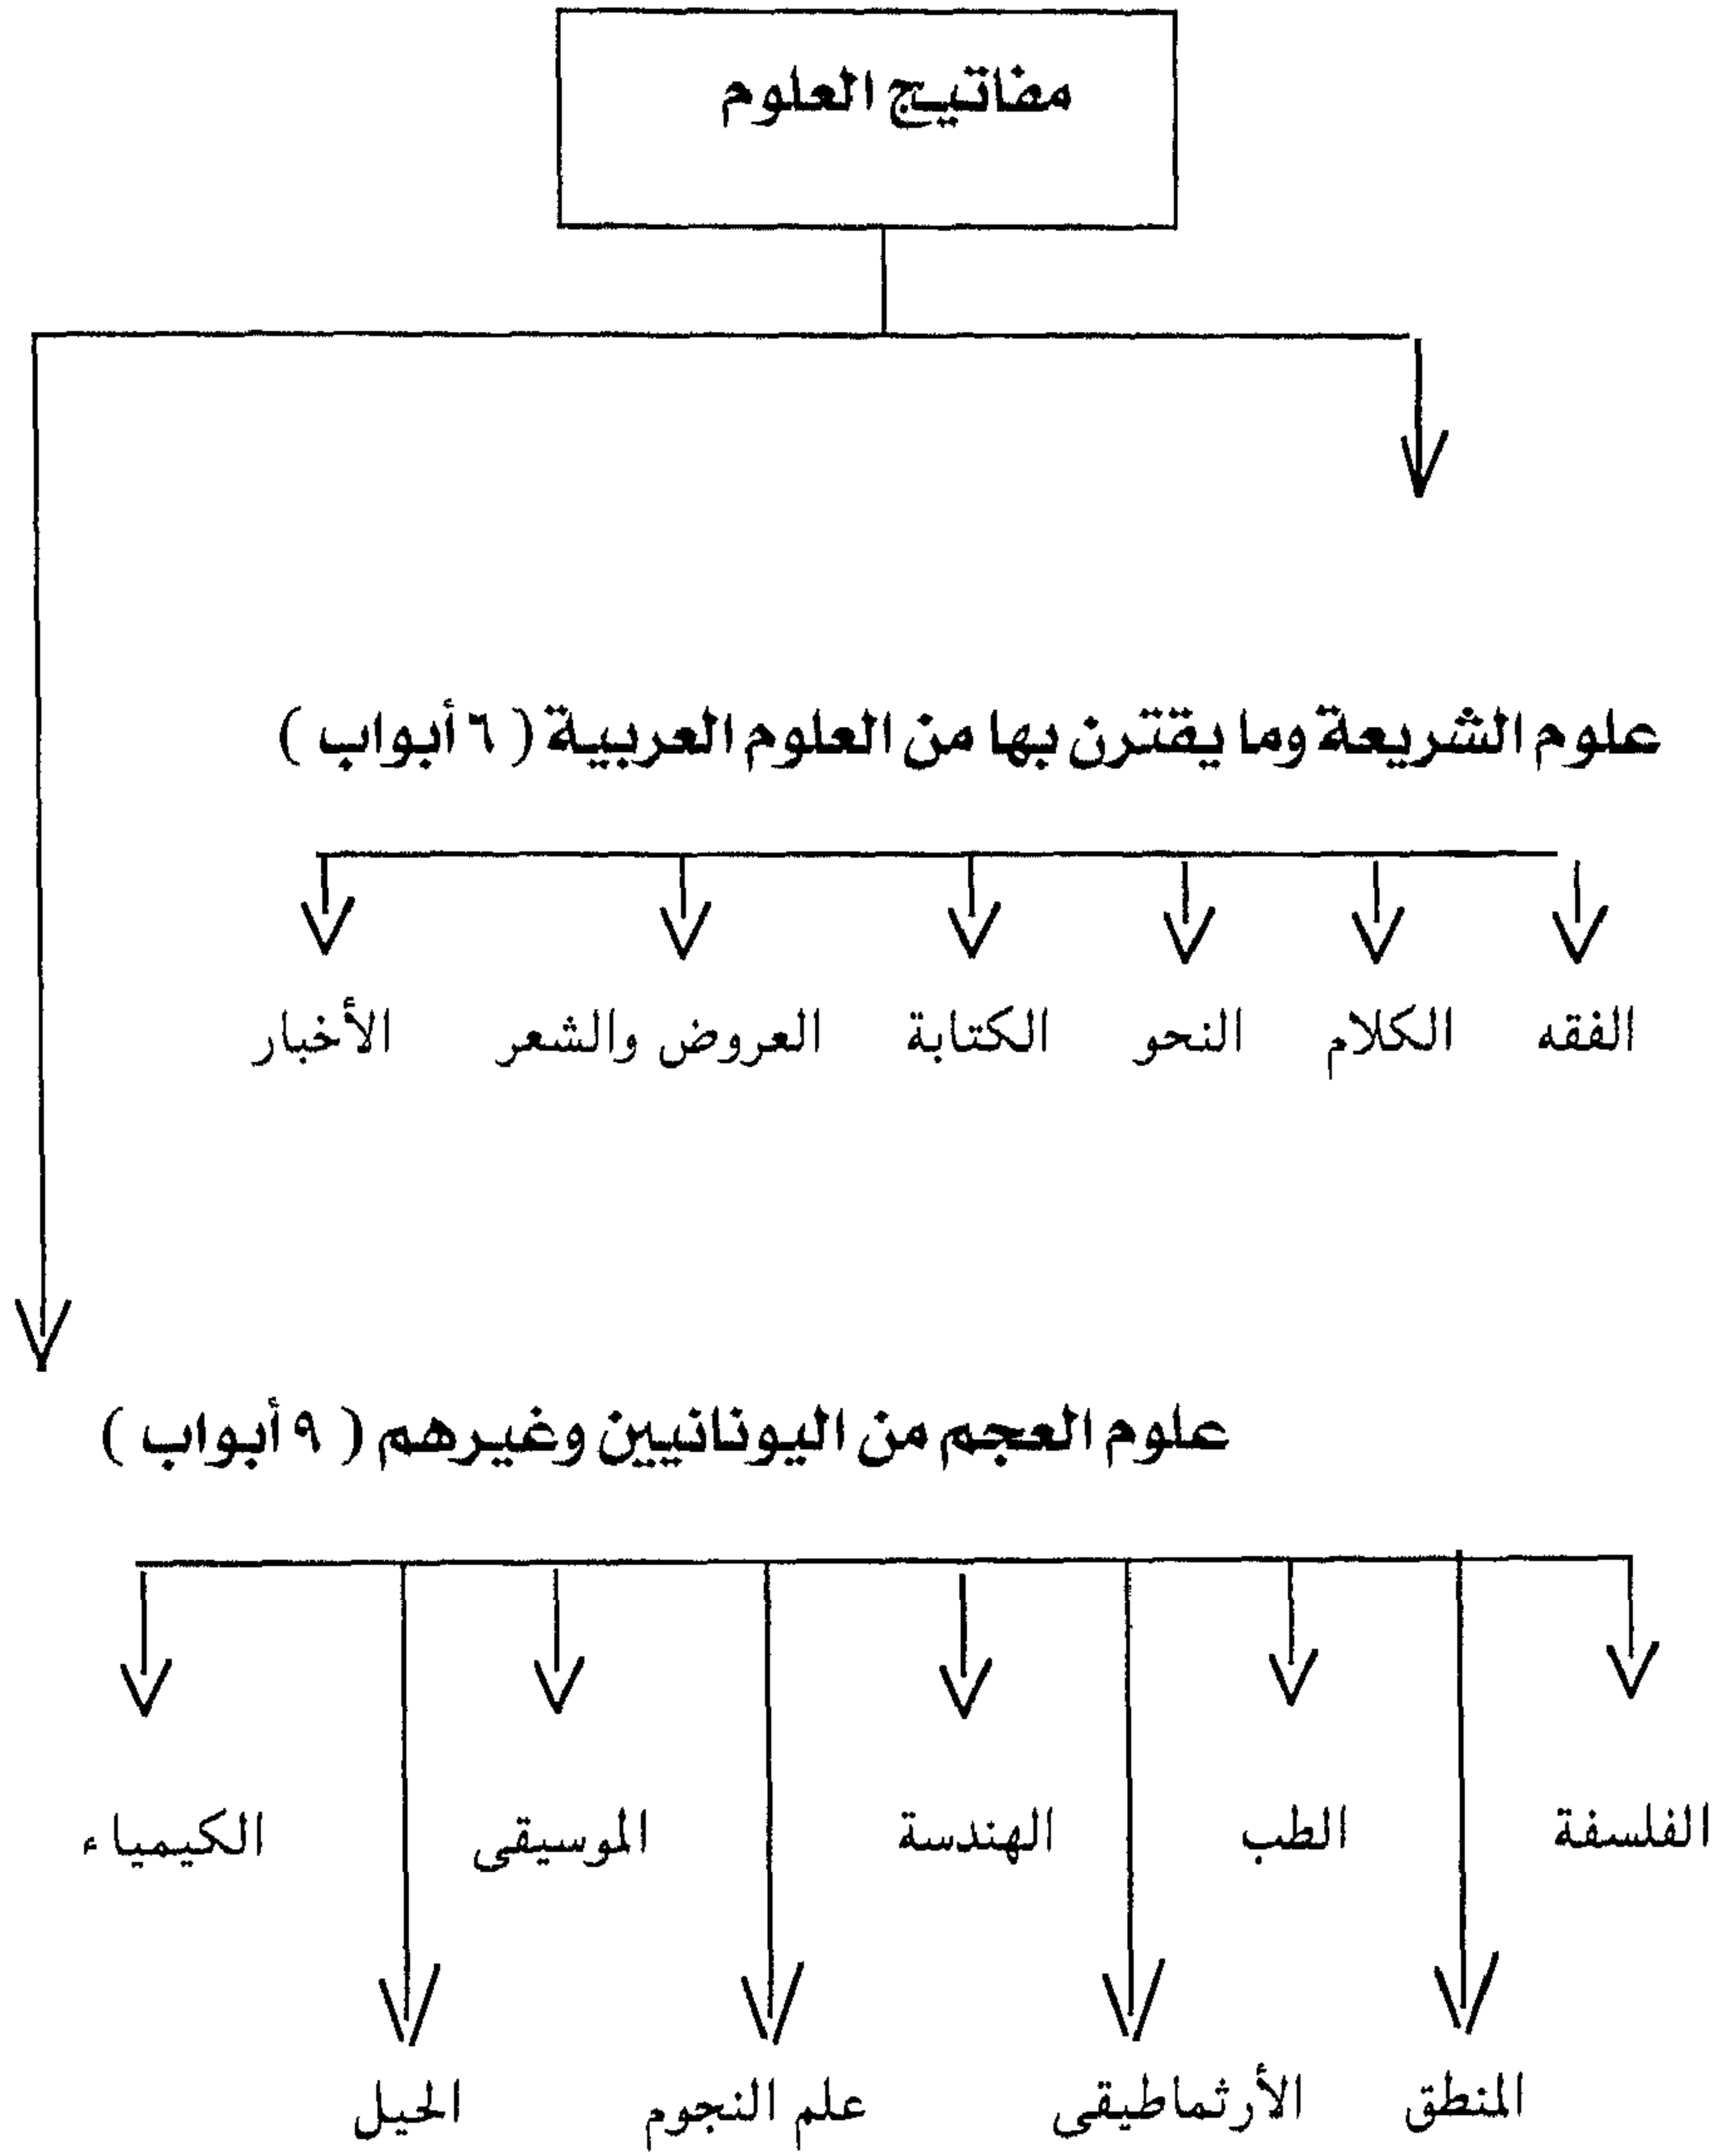 مفاتيج العلوم
علوم الشريعة وما يقترن بها من العلوم العربية ( ٦ أبواب )
الفقه الكلام النحو الكتابة العروض والشعر الأخبار
علوم العجم من اليونانيين وغيرهم ( ٩ أبواب )
الفلسفة الطب الهندسة الموسيقى الكيمياء
المنطق الأرثماطيقى علم النجوم الحيل